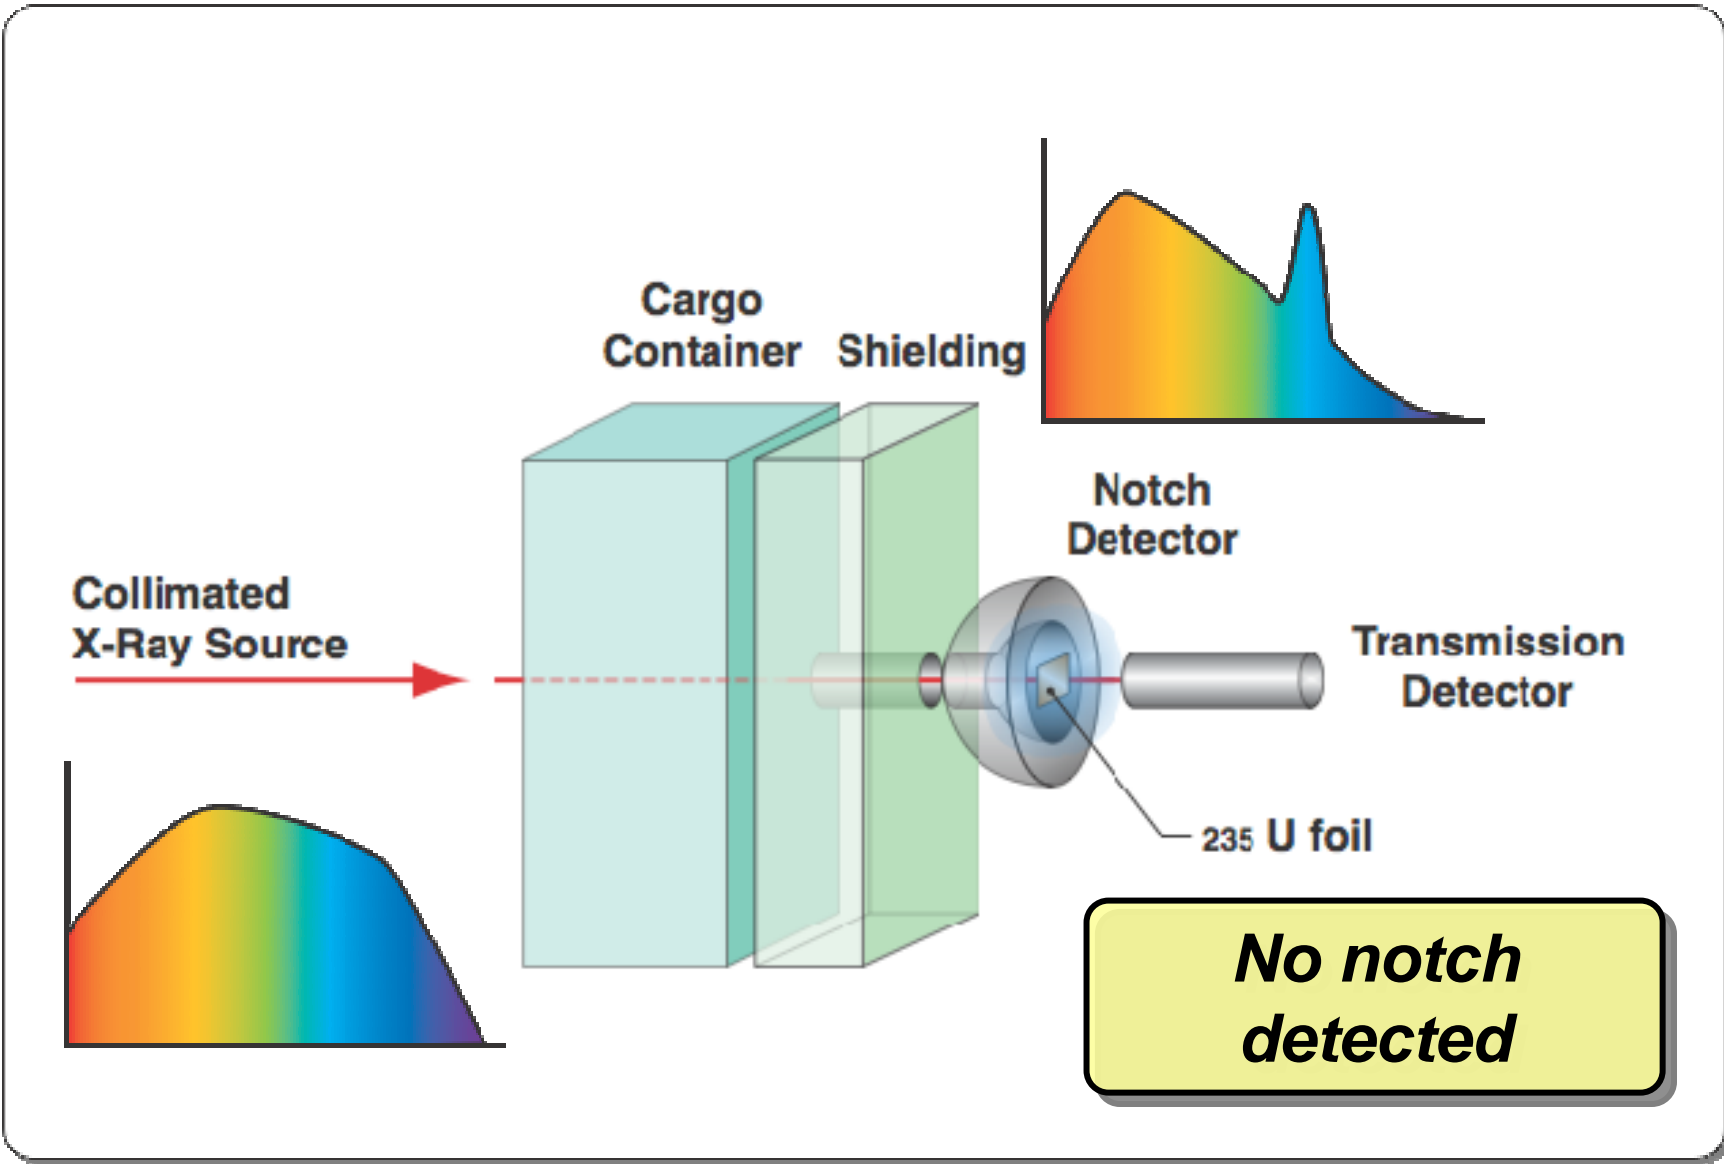 Cargo
Container
Shielding
Notch
Detector
Collimated
X-Ray Source
Transmission
Detector
235 U foil
No notch
detected